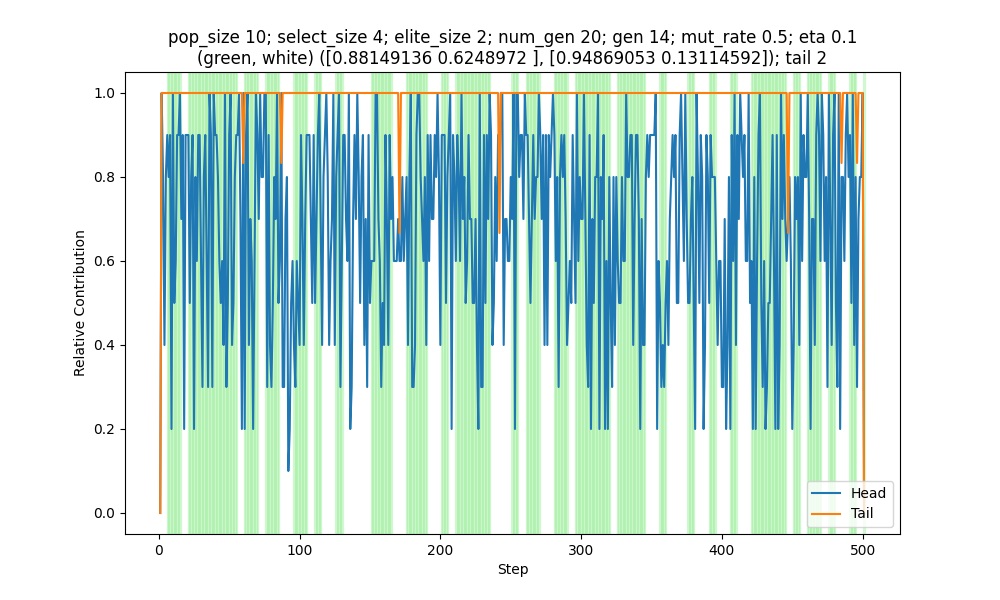 pop_size 10; select_size 4; elite_size 2; num_gen 20; gen 14; mut_rate 0.5; eta 0.1
(green, white) ([0.88149136 0.6248972 ], [0.94869053 0.13114592]); tail 2
1.0
0.8
0.6
0.4
0.2
0.0
Relative Contribution
Head
Tail
0
100
200
300
400
500
Step